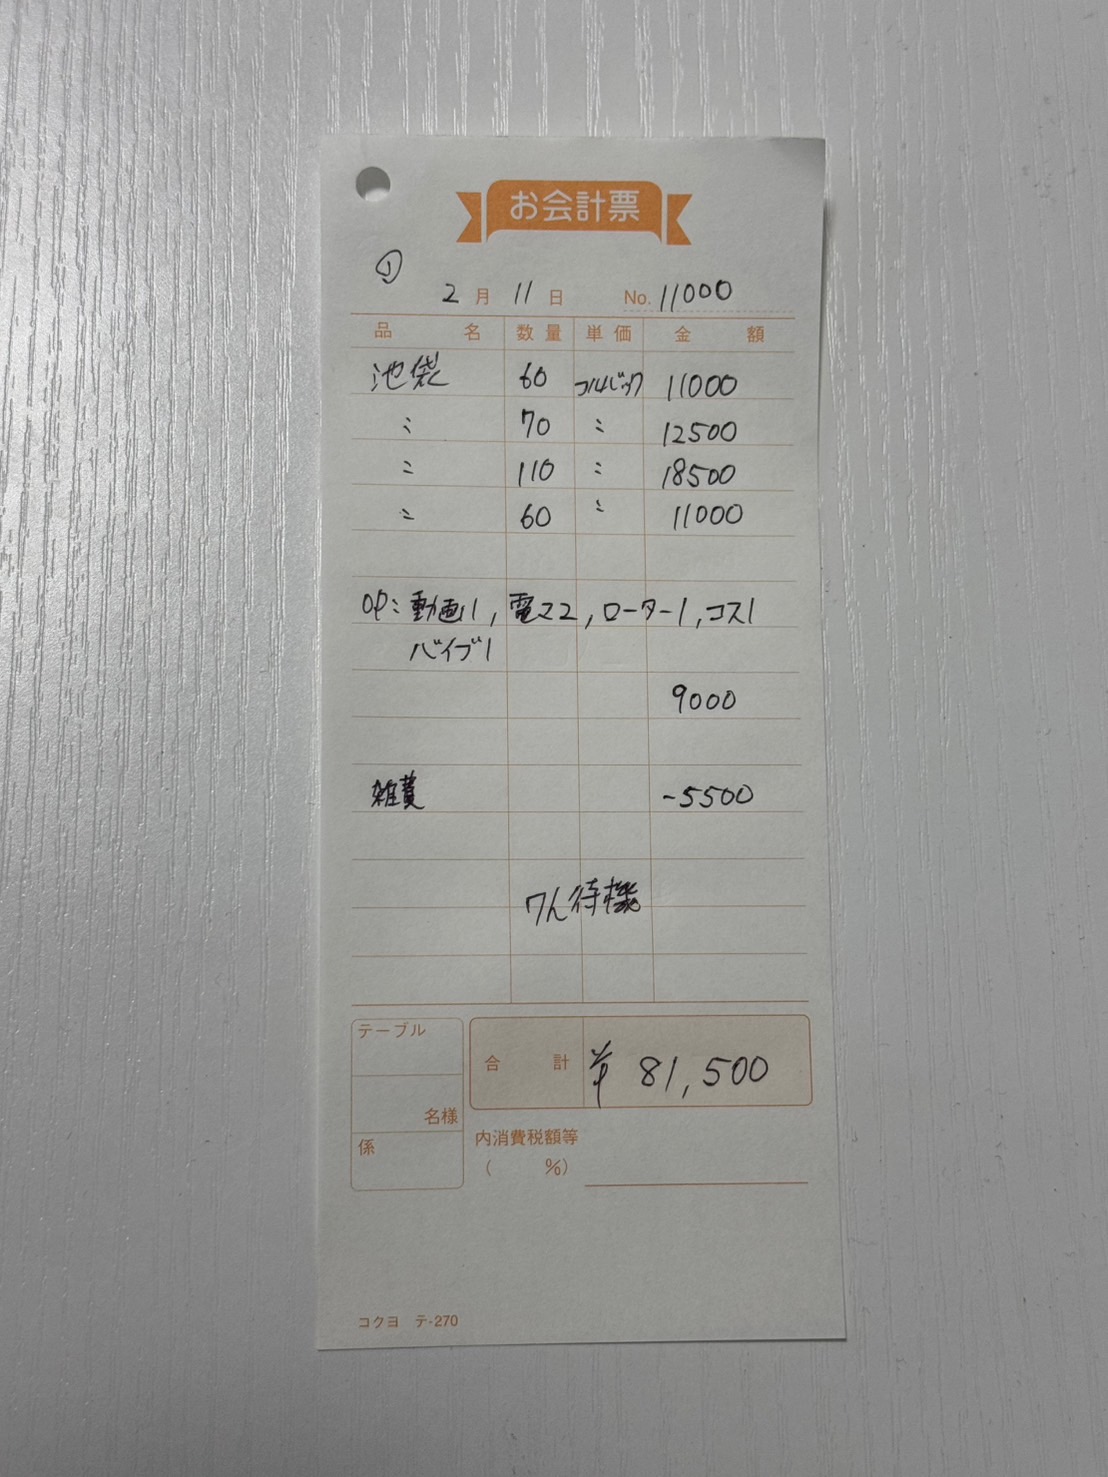 お会計票
①
2月 11日 No. 11000
品名 数量 単価 金額
池袋 60 フルバック 11000
〃 70 〃 12500
〃 110 〃 18500
〃 60 〃 11000
OP: 動画1, 電マ2, ローター1, コス1
バイブ1
9000
雑費 -5500
7h 待機
テーブル
名様
係
合計 ¥ 81,500
内消費税額等
( %)
コクヨ テ-270